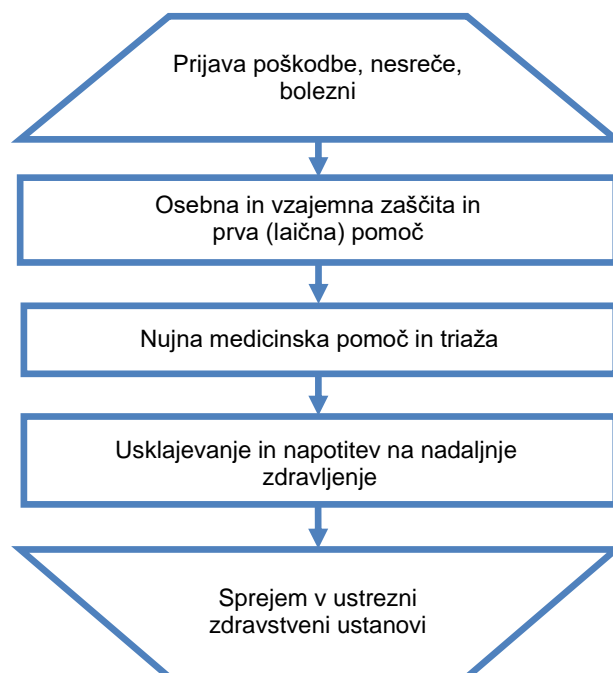 Prijava poškodbe, nesreče,
bolezni
Osebna in vzajemna zaščita in
prva (laična) pomoč
Nujna medicinska pomoč in triaža
Usklajevanje in napotitev na nadaljnje
zdravljenje
Sprejem v ustrezni
zdravstveni ustanovi